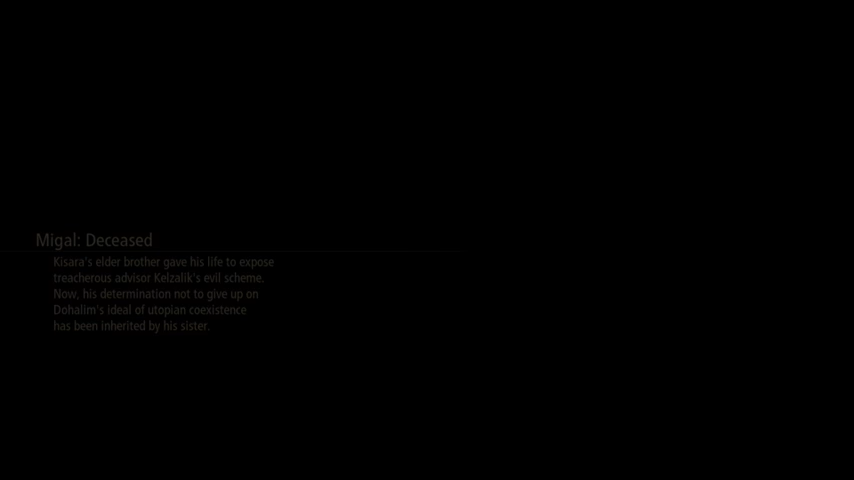 Migal: Deceased
Kisara's elder brother gave his life to expose
treacherous advisor Kelzalik's evil scheme.
Now, his determination not to give up on
Dohalim's ideal of utopian coexistence
has been inherited by his sister.